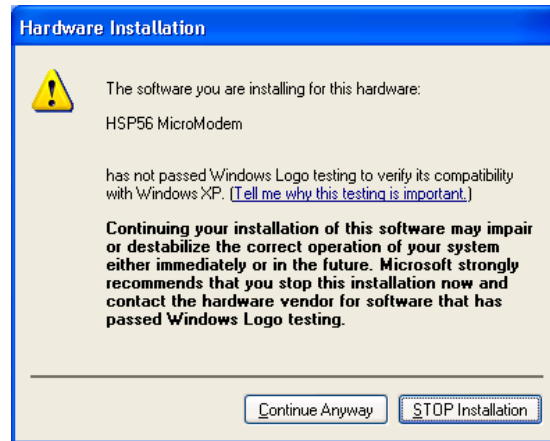 Hardware Installation
The software you are installing for this hardware:
HSP56 MicroModem
has not passed Windows Logo testing to verify its compatibility
with Windows XP. (Tell me why this testing is important.)
Continuing your installation of this software may impair
or destabilize the correct operation of your system
either immediately or in the future. Microsoft strongly
recommends that you stop this installation now and
contact the hardware vendor for software that has
passed Windows Logo testing.
Continue Anyway STOP Installation